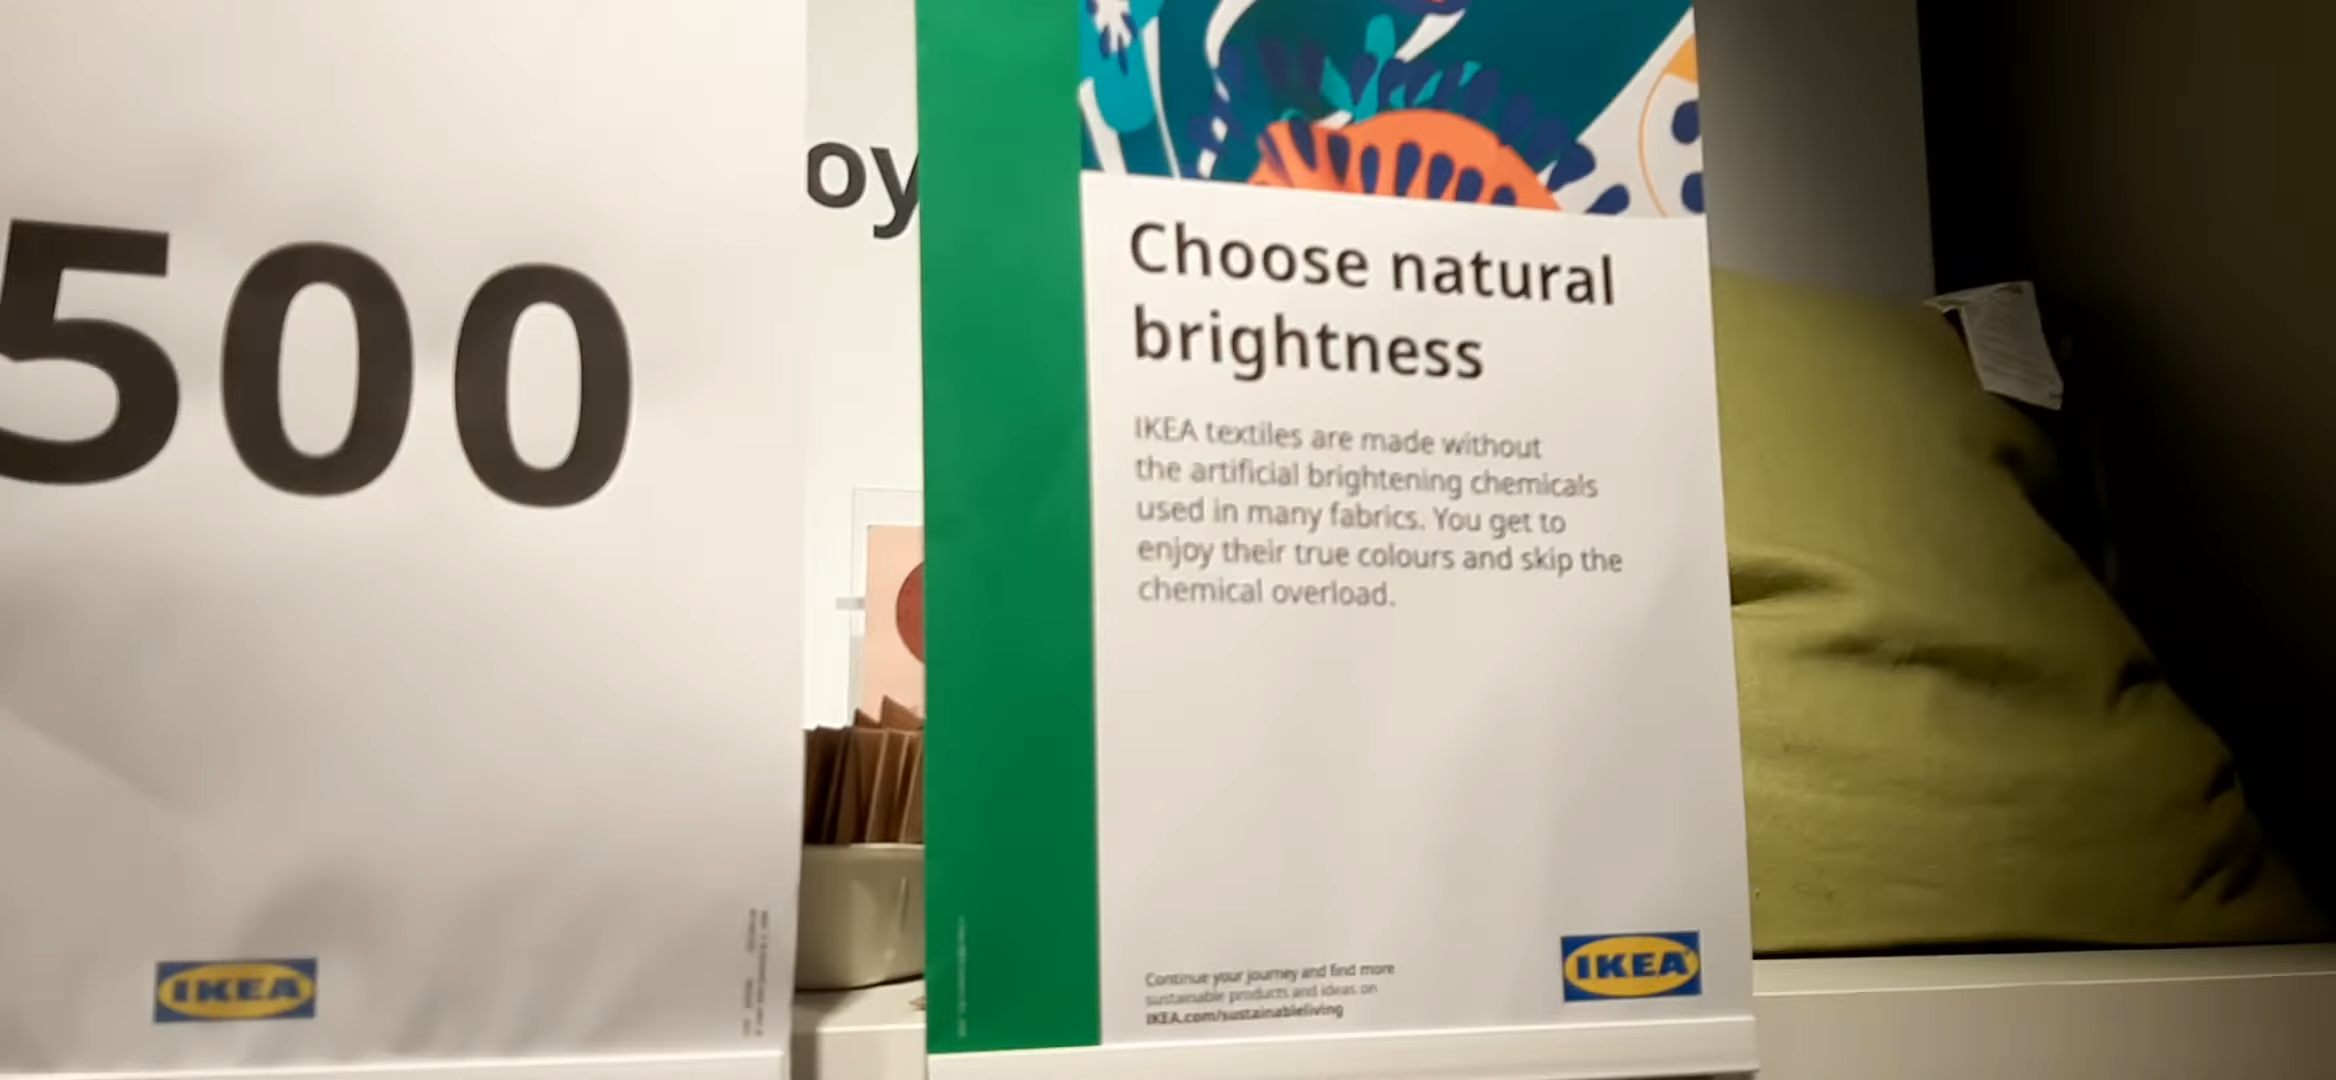 500
IKEA
oy
Choose natural
brightness
IKEA textiles are made without
the artificial brightening chemicals
used in many fabrics. You get to
enjoy their true colours and skip the
chemical overload.
Continue your journey and find more
sustainable products and ideas on
IKEA.com/sustainableliving
IKEA